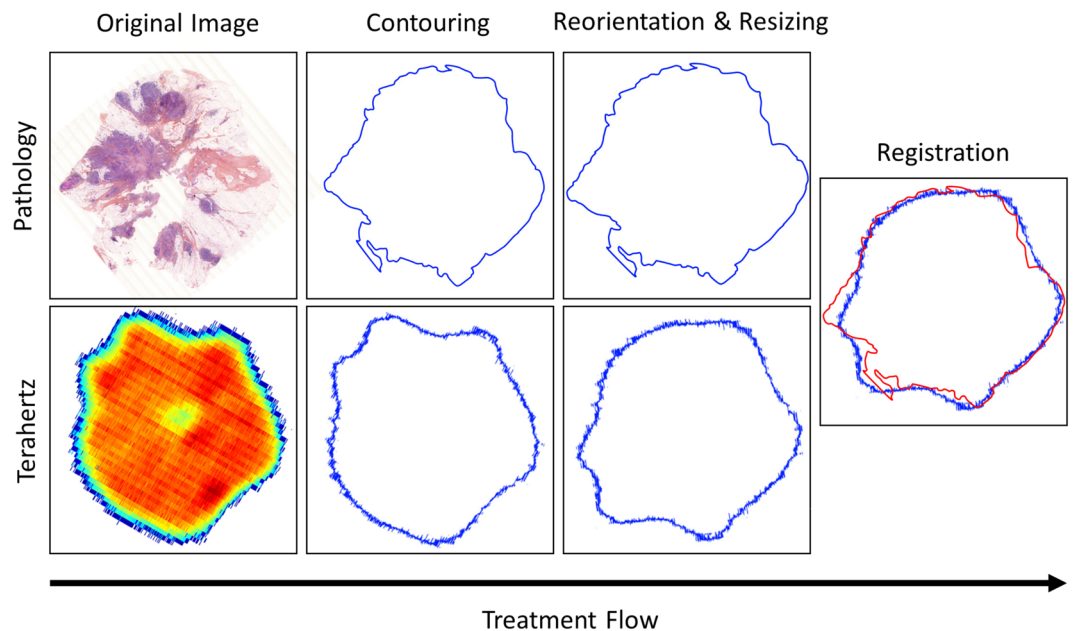 Original Image
Contouring
Reorientation & Resizing
Pathology
Registration
Terahertz
Treatment Flow